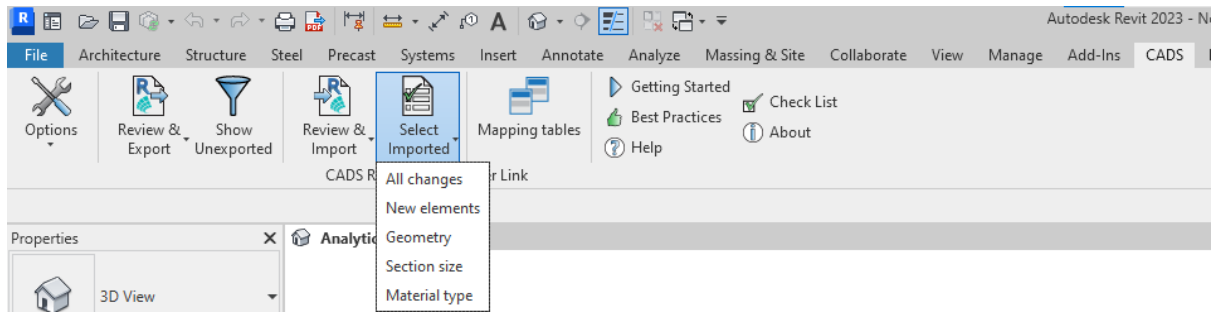 Autodesk Revit 2023 - No
File Architecture Structure Steel Precast Systems Insert Annotate Analyze Massing & Site Collaborate View Manage Add-Ins CADS
Options
Review &
Export
Show
Unexported
Review &
Import
Select
Imported
Mapping tables
Getting Started
Best Practices
Help
Check List
About
CADS R
er Link
All changes
New elements
Geometry
Section size
Material type
Properties
Analytic
3D View